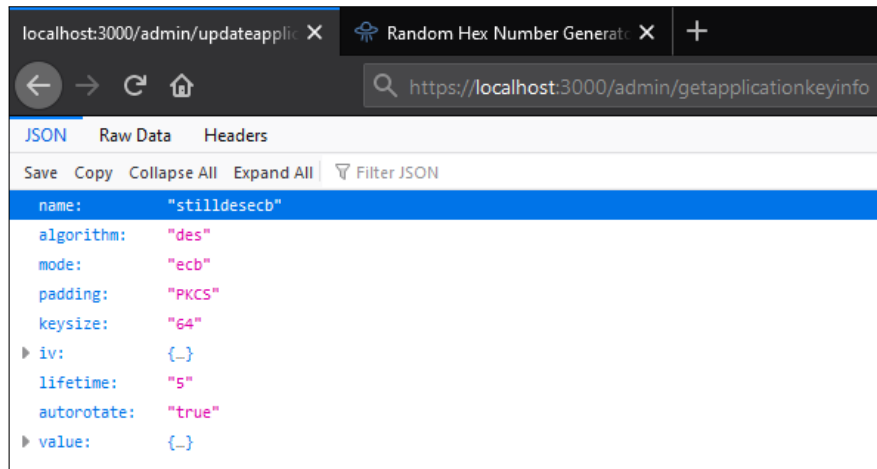 localhost:3000/admin/updateapplic
Random Hex Number Generato
https://localhost:3000/admin/getapplicationkeyinfo
JSON Raw Data Headers
Save Copy Collapse All Expand All Filter JSON
name: "stilldesecb"
algorithm: "des"
mode: "ecb"
padding: "PKCS"
keysize: "64"
iv: {…}
lifetime: "5"
autorotate: "true"
value: {…}